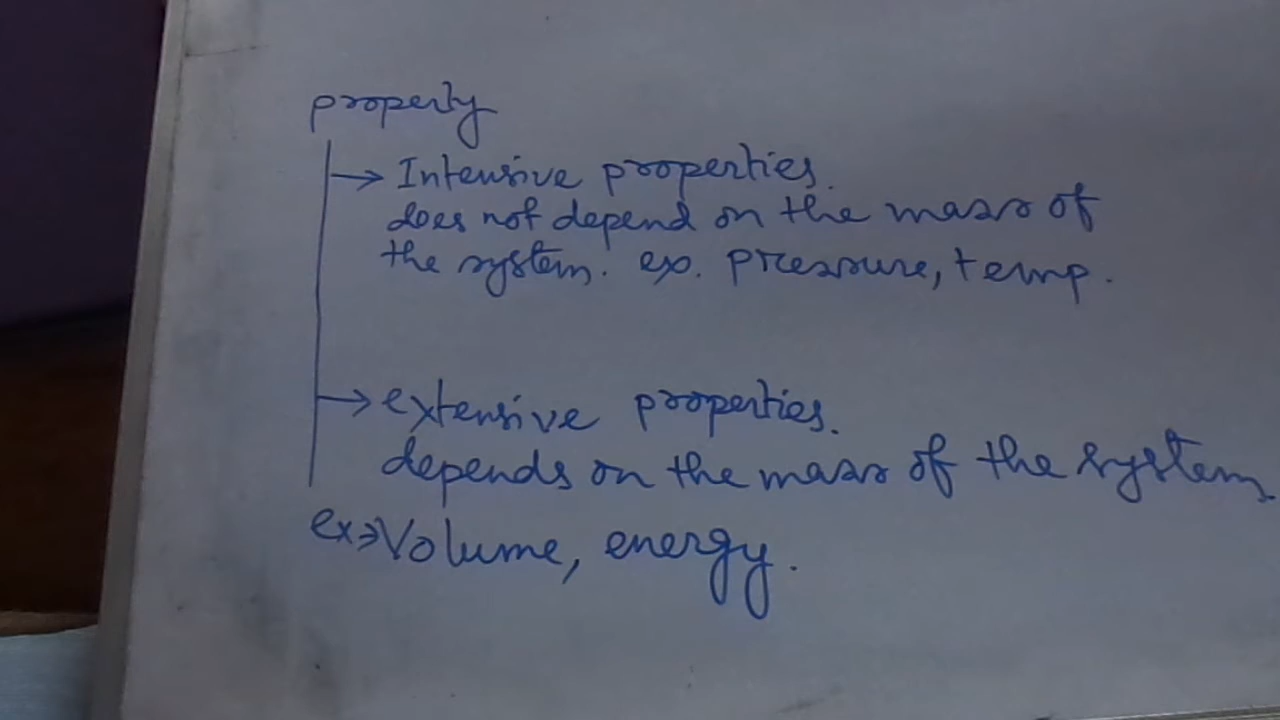 property
→ Intensive properties.
does not depend on the mass of
the system. ex. pressure, temp.
→ extensive properties.
depends on the mass of the system.
ex⇒Volume, energy.